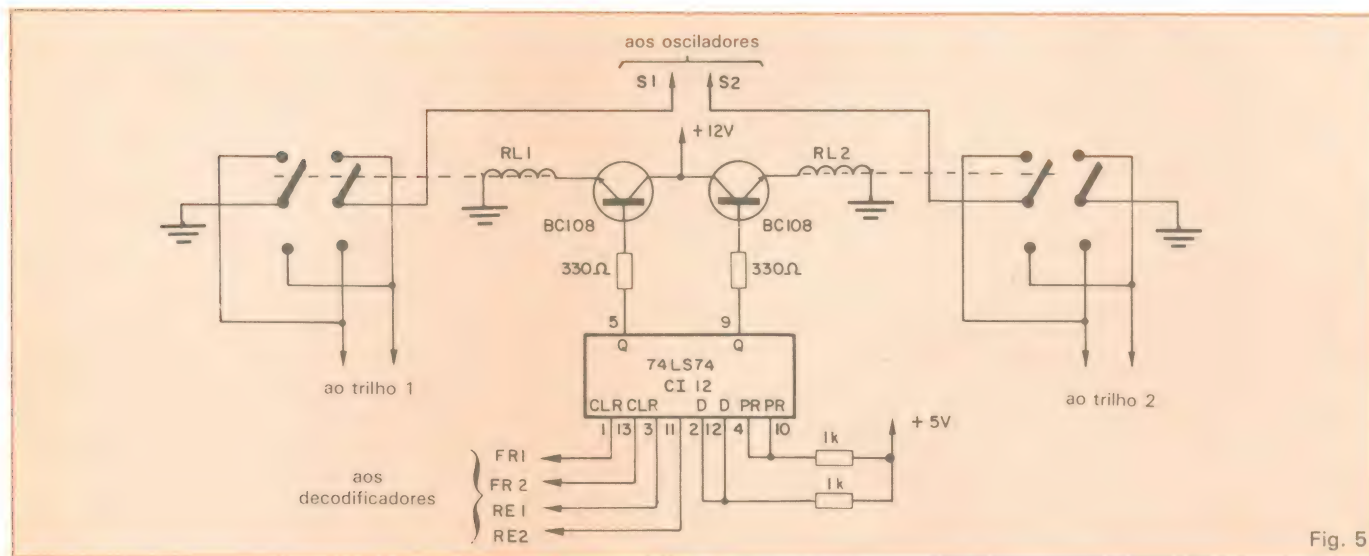 aos osciladores
S1 S2
+12V
RL1 RL2
BC108 BC108
330Ω 330Ω
5 9
Q Q
74LS74
CI 12
CLR CLR D D PR PR
1 13 3 11 2 12 4 10
ao trilho 1
ao trilho 2
+5V
1k
1k
FR1
FR2
RE1
RE2
aos
decodificadores
Fig. 5